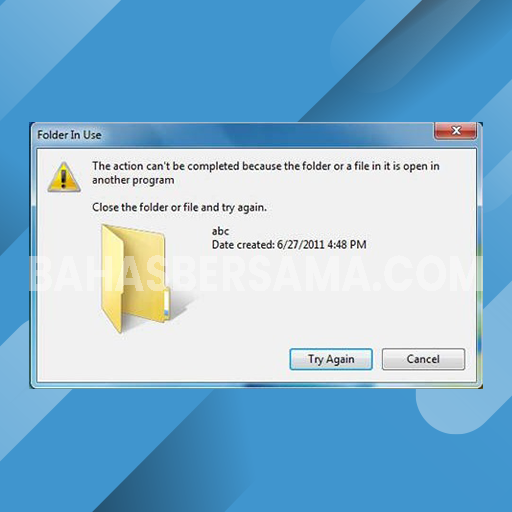 Folder In Use
The action can't be completed because the folder or a file in it is open in
another program
Close the folder or file and try again.
abc
Date created: 6/27/2011 4:48 PM
BAHASBERSAMA.COM
Try Again
Cancel